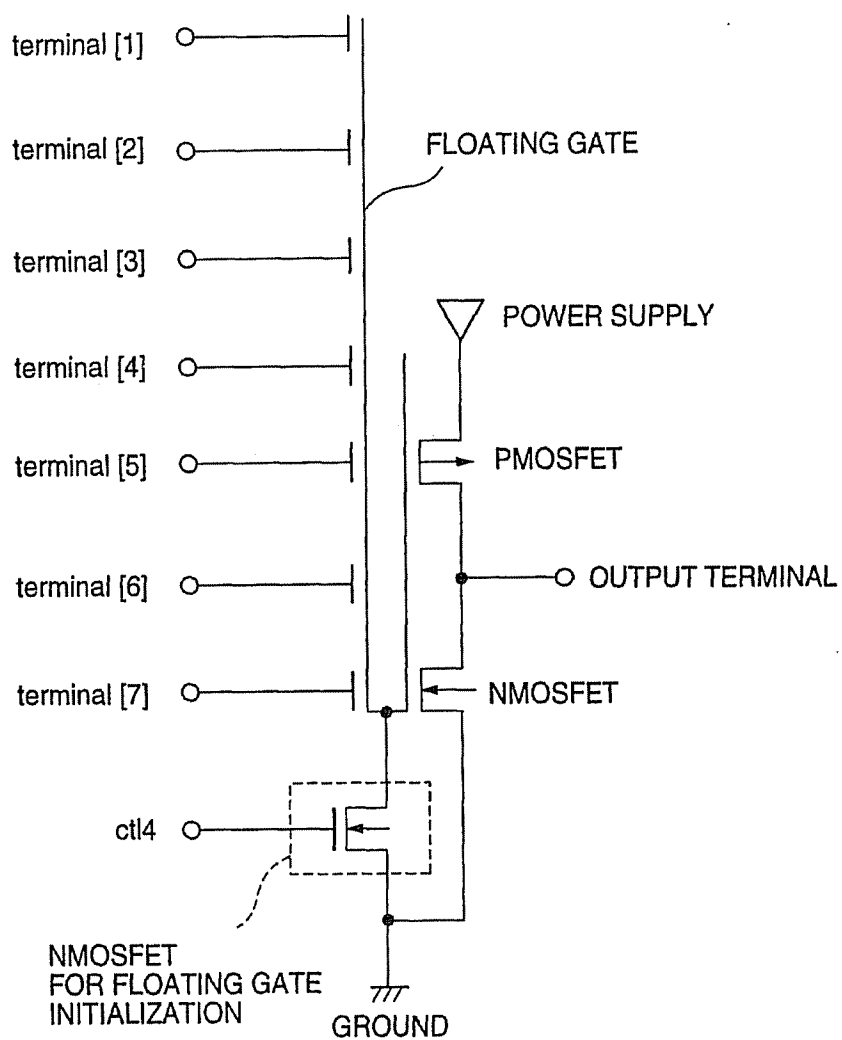 terminal [1]
terminal [2]
FLOATING GATE
terminal [3]
POWER SUPPLY
terminal [4]
terminal [5]
PMOSFET
terminal [6]
OUTPUT TERMINAL
terminal [7]
NMOSFET
ctl4
NMOSFET
FOR FLOATING GATE
INITIALIZATION
GROUND